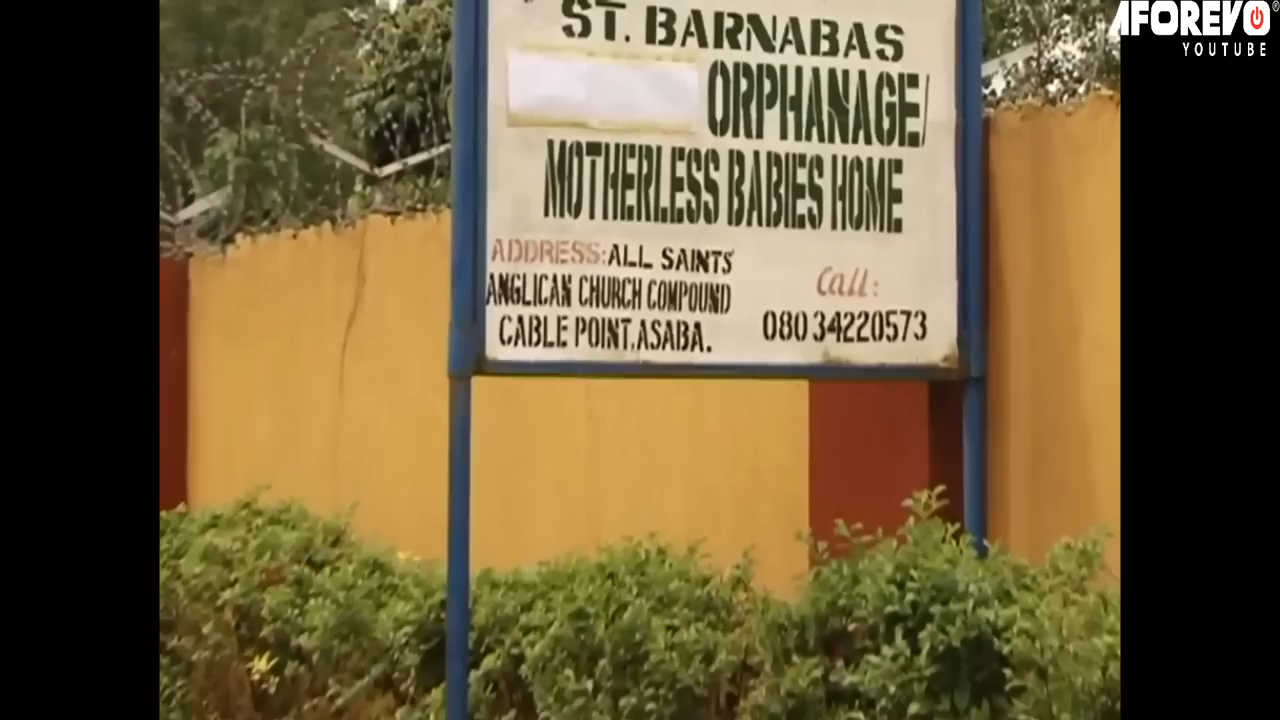 ST. BARNABAS
ORPHANAGE/
MOTHERLESS BABIES HOME
ADDRESS: ALL SAINTS
ANGLICAN CHURCH COMPOUND
CABLE POINT, ASABA.
Call:
080 34220573
AFOREVO
YOUTUBE